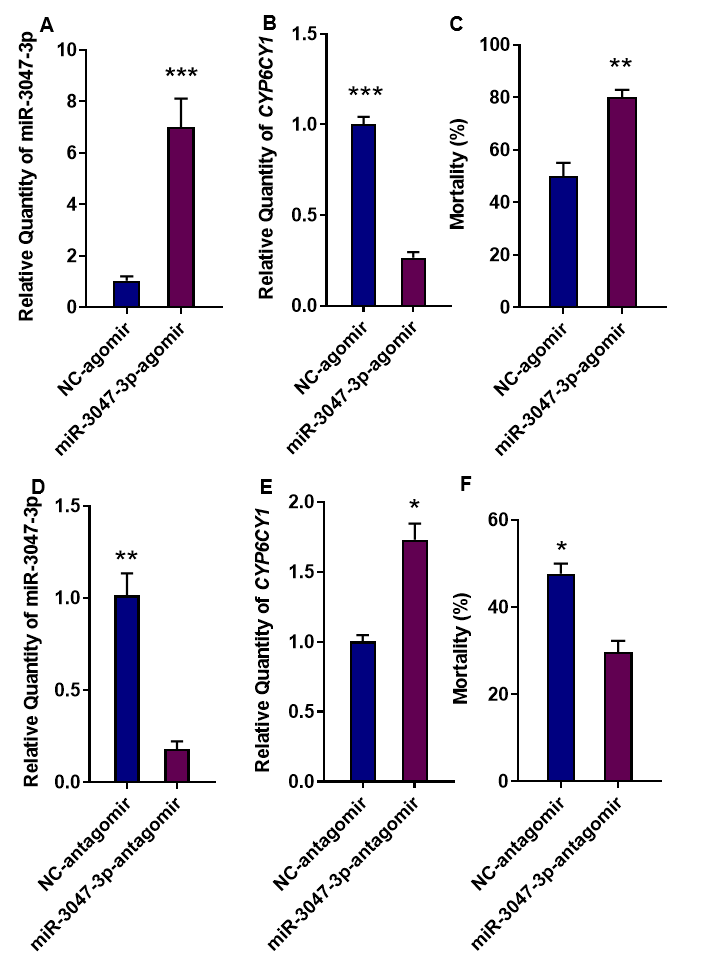 A
Relative Quantity of miR-3047-3p
10
8
6
4
2
0
***
NC-agomir
miR-3047-3p-agomir
B
Relative Quantity of CYP6CY1
1.5
1.0
0.5
0.0
***
NC-agomir
miR-3047-3p-agomir
C
Mortality (%)
100
80
60
40
20
0
**
NC-agomir
miR-3047-3p-agomir
D
Relative Quantity of miR-3047-3p
1.5
1.0
0.5
0.0
**
NC-antagomir
miR-3047-3p-antagomir
E
Relative Quantity of CYP6CY1
2.0
1.5
1.0
0.5
0.0
*
NC-antagomir
miR-3047-3p-antagomir
F
Mortality (%)
60
40
20
0
*
NC-antagomir
miR-3047-3p-antagomir